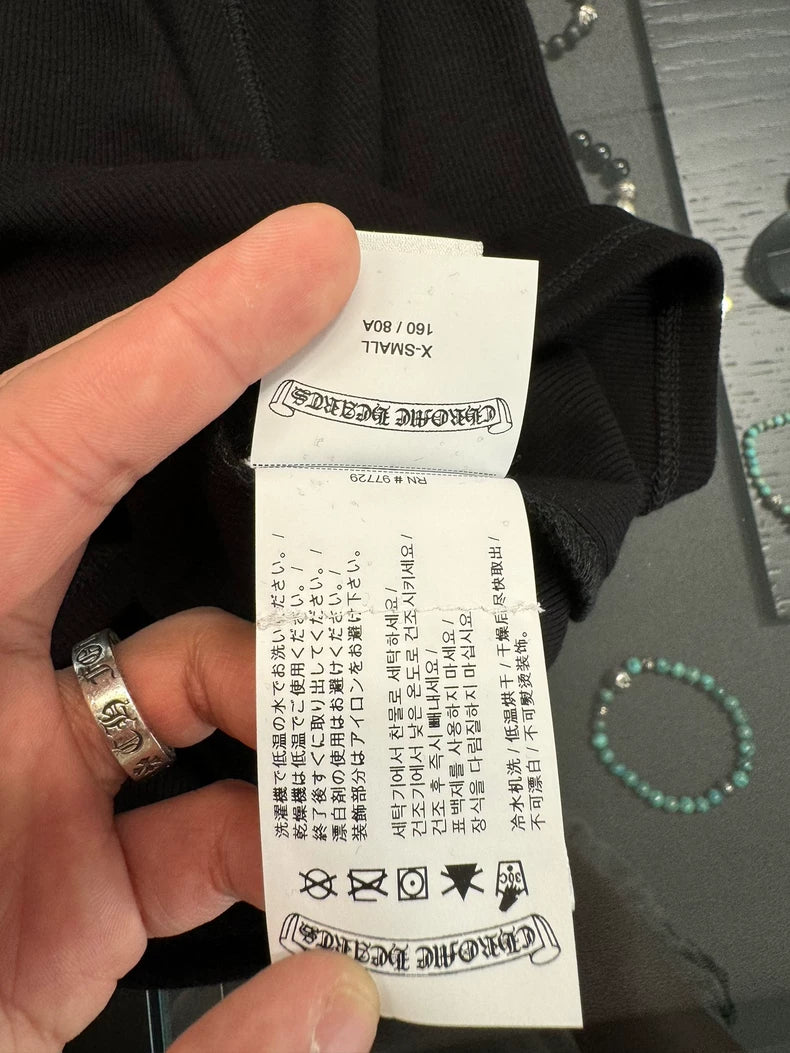 CHROME HEARTS
30C
洗濯機で低温の水でお洗いください。/
乾燥機は低温でご使用ください。/
終了後すぐに取り出してください。/
漂白剤の使用はお避けください。/
装飾部分はアイロンをお避け下さい。
세탁기에서 찬물로 세탁하세요/
건조기에서 낮은 온도로 건조시키세요/
건조 후 즉시 빼내세요/
표백제를 사용하지 마세요/
장식을 다림질하지 마십시요
冷水机洗 / 低温烘干 / 干燥后尽快取出/
不可漂白 / 不可熨烫装饰。
RN # 97729
CHROME HEARTS
X-SMALL
160 / 80A